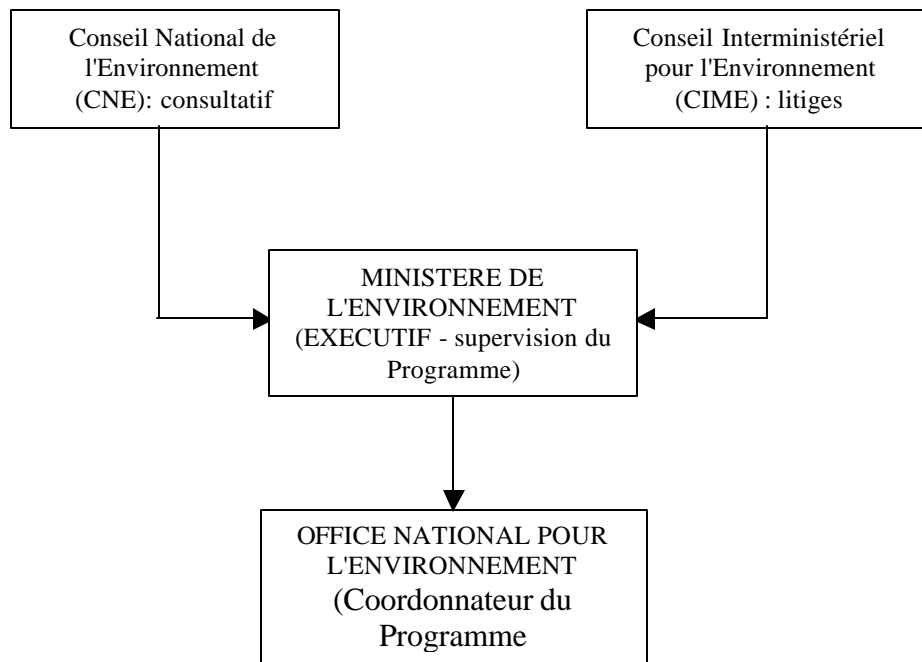 Conseil National de
l'Environnement
(CNE): consultatif
Conseil Interministériel
pour l'Environnement
(CIME) : litiges
MINISTERE DE
L'ENVIRONNEMENT
(EXECUTIF - supervision du
Programme)
OFFICE NATIONAL POUR
L'ENVIRONNEMENT
(Coordonnateur du
Programme